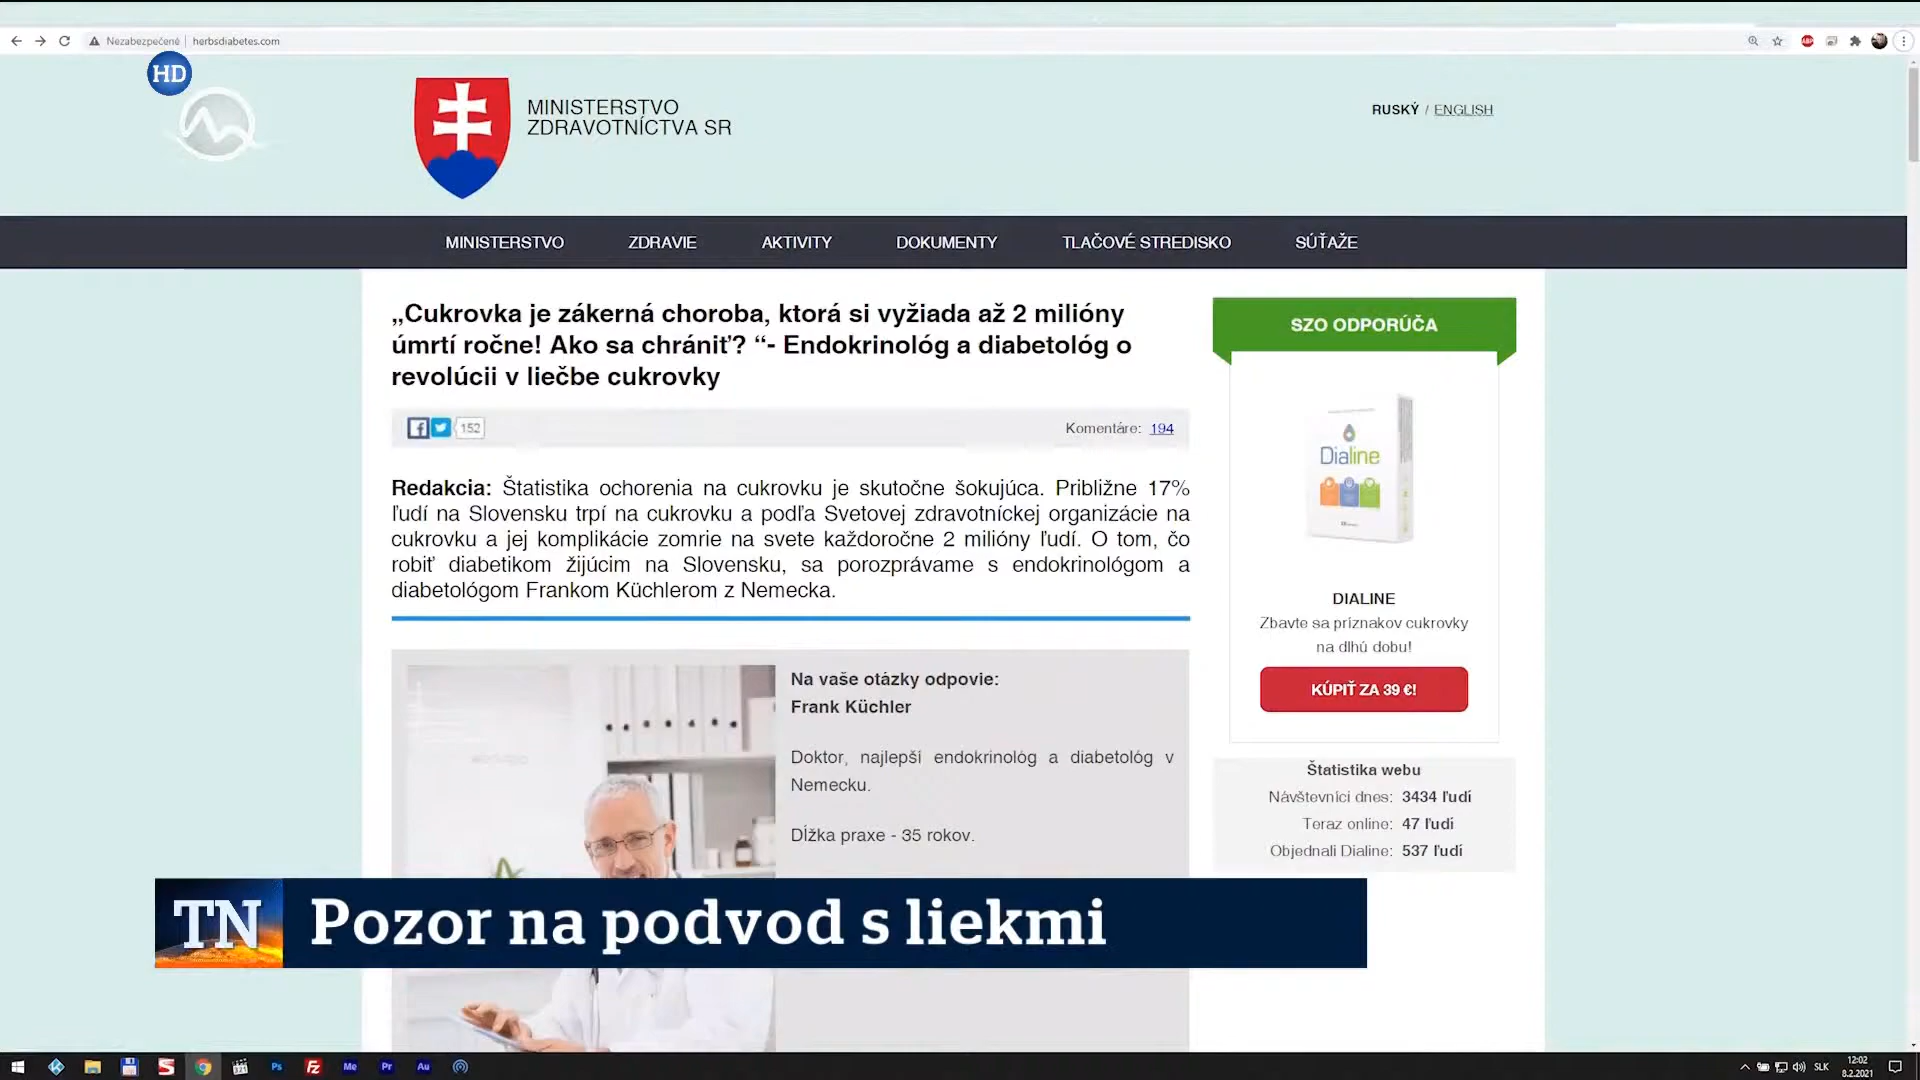 Nezabezpečené herbsdiabetes.com
HD
MINISTERSTVO
ZDRAVOTNÍCTVA SR
RUSKÝ / ENGLISH
MINISTERSTVO ZDRAVIE AKTIVITY DOKUMENTY TLAČOVÉ STREDISKO SÚŤAŽE
„Cukrovka je zákerná choroba, ktorá si vyžiada až 2 milióny
úmrtí ročne! Ako sa chrániť? “- Endokrinológ a diabetológ o
revolúcii v liečbe cukrovky
152
Komentáre: 194
Redakcia: Štatistika ochorenia na cukrovku je skutočne šokujúca. Približne 17%
ľudí na Slovensku trpí na cukrovku a podľa Svetovej zdravotníckej organizácie na
cukrovku a jej komplikácie zomrie na svete každoročne 2 milióny ľudí. O tom, čo
robiť diabetikom žijúcim na Slovensku, sa porozprávame s endokrinológom a
diabetológom Frankom Küchlerom z Nemecka.
Na vaše otázky odpovie:
Frank Küchler
Doktor, najlepší endokrinológ a diabetológ v
Nemecku.
Dĺžka praxe - 35 rokov.
SZO ODPORÚČA
Dialine
DIALINE
Zbavte sa príznakov cukrovky
na dlhú dobu!
KÚPIŤ ZA 39 €!
Štatistika webu
Návštevníci dnes: 3434 ľudí
Teraz online: 47 ľudí
Objednali Dialine: 537 ľudí
TN Pozor na podvod s liekmi
Ps Fz Me Pr Au
SLK
12:02
8.2.2021